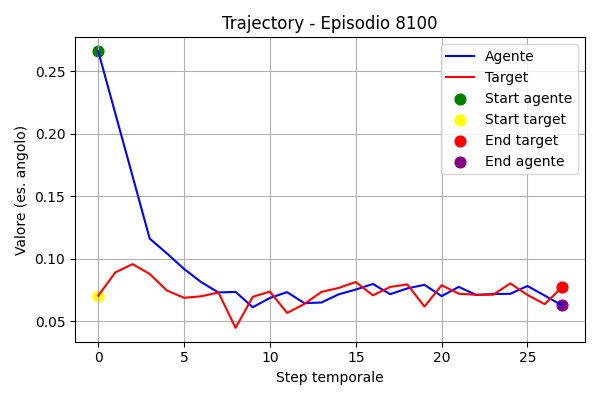 Trajectory - Episodio 8100
Valore (es. angolo)
0.25
0.20
0.15
0.10
0.05
0
5
10
15
20
25
Step temporale
Agente
Target
Start agente
Start target
End target
End agente